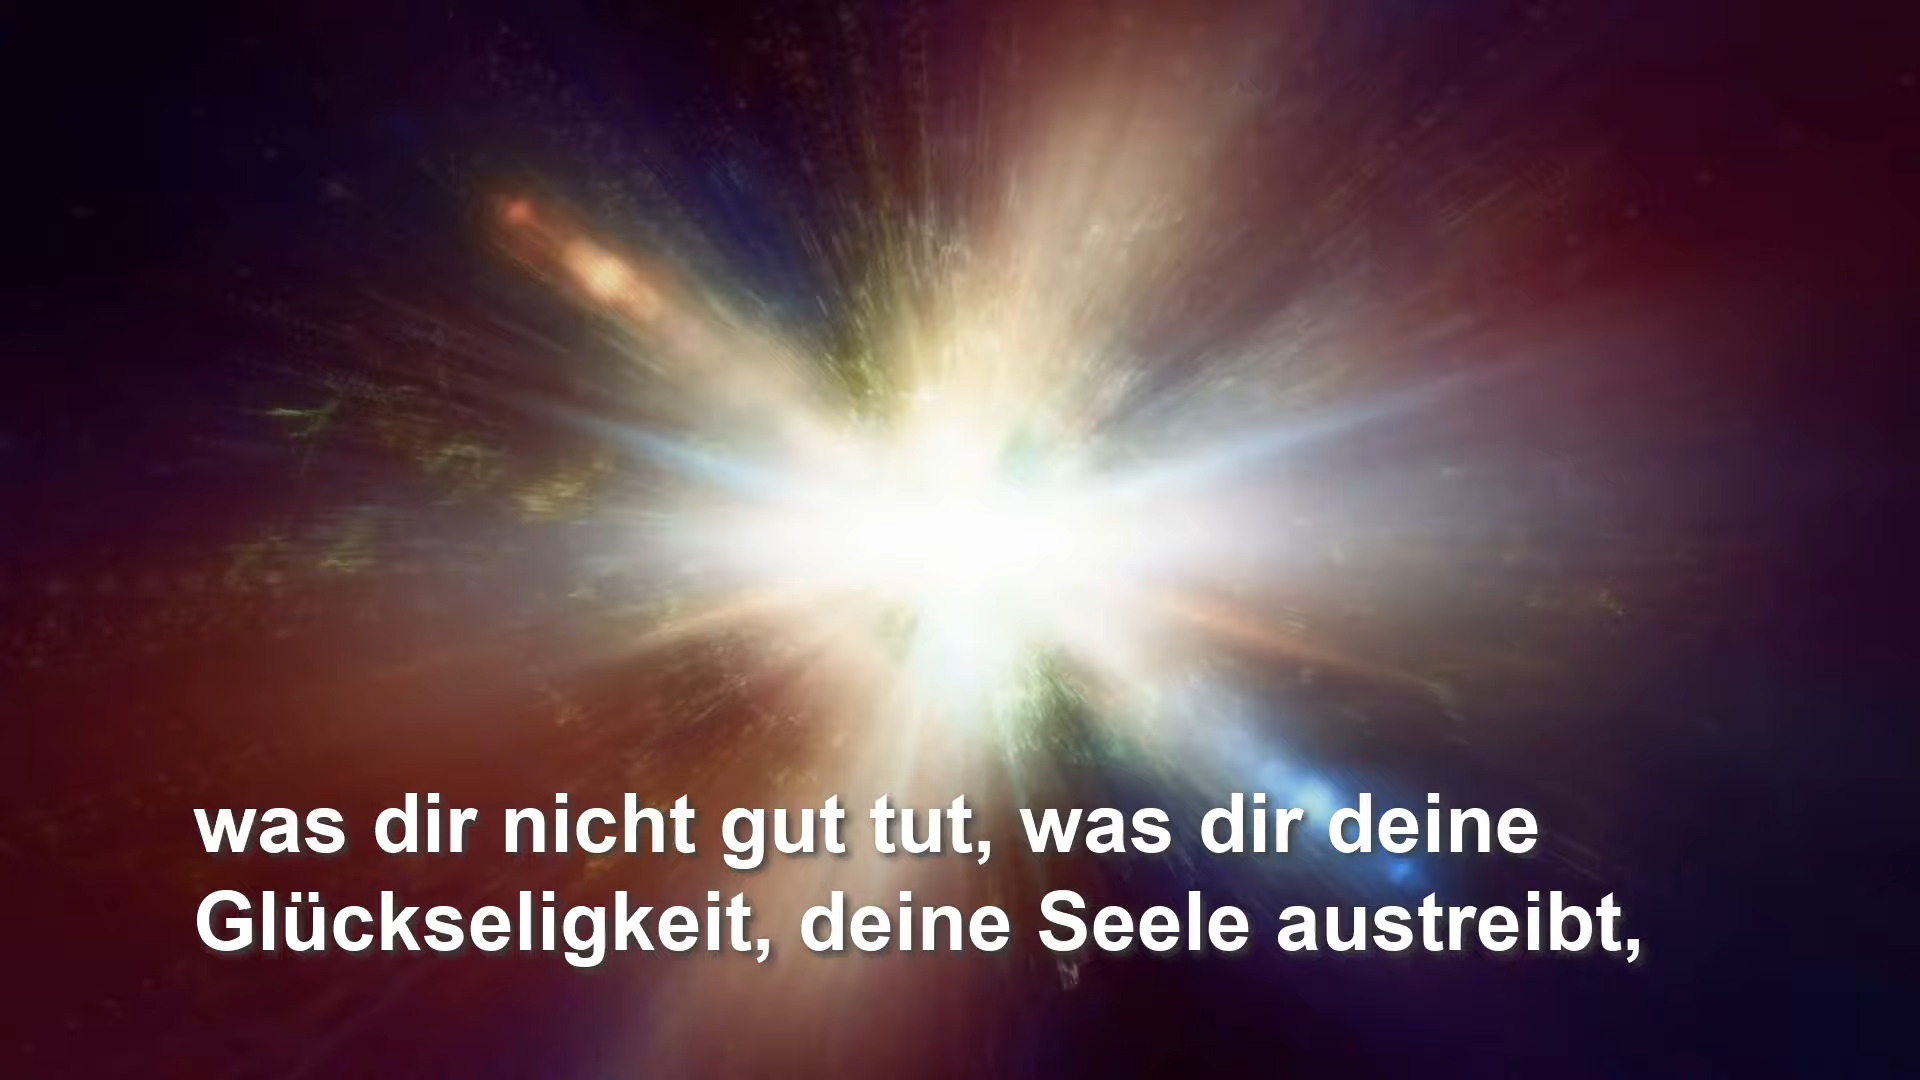 was dir nicht gut tut, was dir deine
Glückseligkeit, deine Seele austreibt,